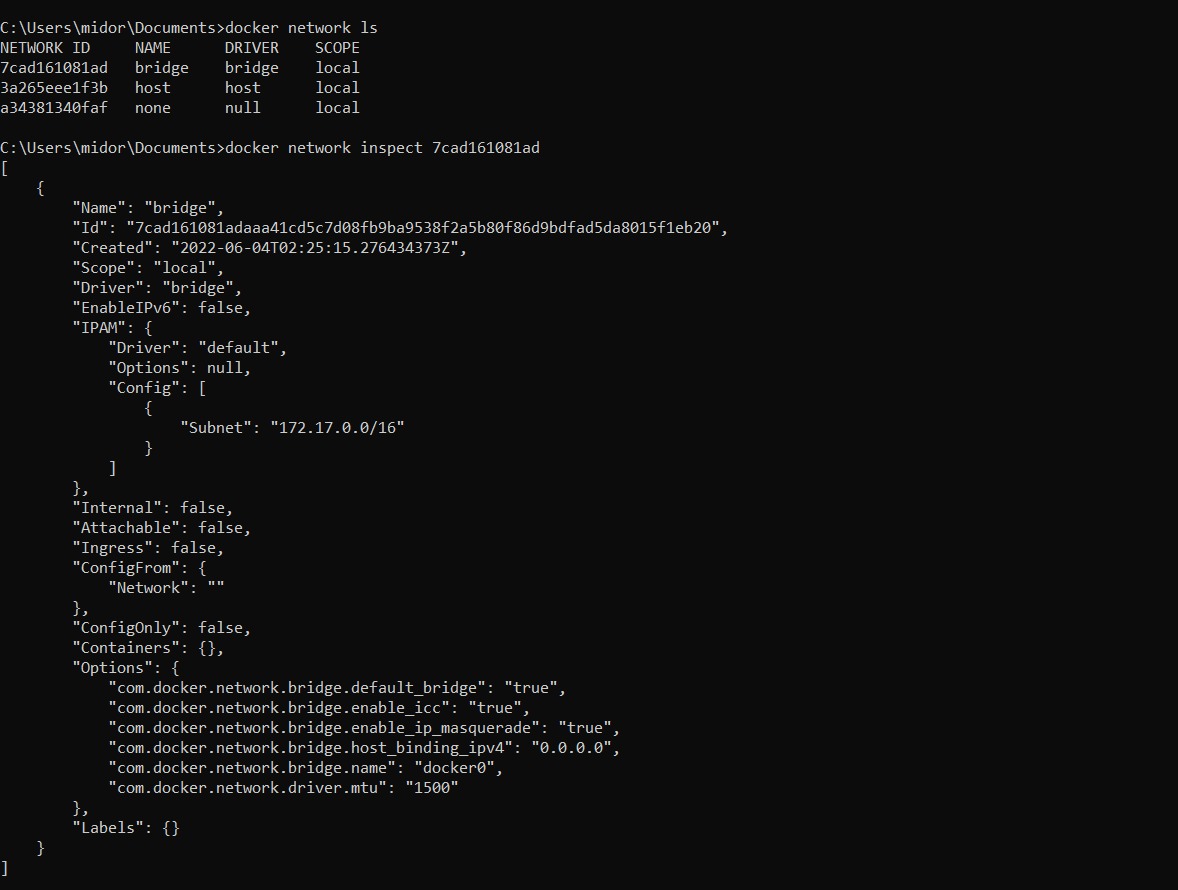 C:\Users\midor\Documents>docker network ls
NETWORK ID     NAME      DRIVER    SCOPE
7cad161081ad   bridge    bridge    local
3a265eee1f3b   host      host      local
a34381340faf   none      null      local
C:\Users\midor\Documents>docker network inspect 7cad161081ad
[
    {
        "Name": "bridge",
        "Id": "7cad161081adaaa41cd5c7d08fb9ba9538f2a5b80f86d9bdfad5da8015f1eb20",
        "Created": "2022-06-04T02:25:15.276434373Z",
        "Scope": "local",
        "Driver": "bridge",
        "EnableIPv6": false,
        "IPAM": {
            "Driver": "default",
            "Options": null,
            "Config": [
                {
                    "Subnet": "172.17.0.0/16"
                }
            ]
        },
        "Internal": false,
        "Attachable": false,
        "Ingress": false,
        "ConfigFrom": {
            "Network": ""
        },
        "ConfigOnly": false,
        "Containers": {},
        "Options": {
            "com.docker.network.bridge.default_bridge": "true",
            "com.docker.network.bridge.enable_icc": "true",
            "com.docker.network.bridge.enable_ip_masquerade": "true",
            "com.docker.network.bridge.host_binding_ipv4": "0.0.0.0",
            "com.docker.network.bridge.name": "docker0",
            "com.docker.network.driver.mtu": "1500"
        },
        "Labels": {}
    }
]